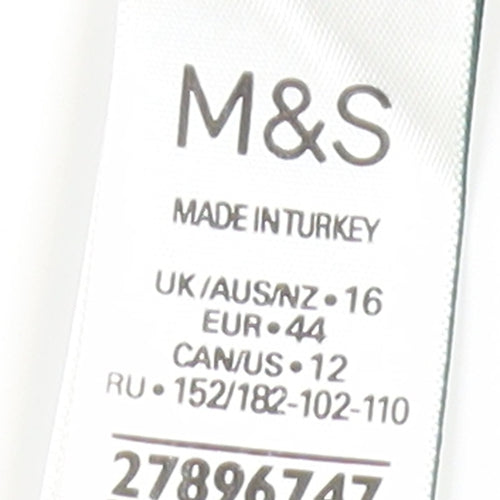 M&S
MADE IN TURKEY
UK/AUS/NZ • 16
EUR • 44
CAN/US • 12
RU • 152/182-102-110
27896747